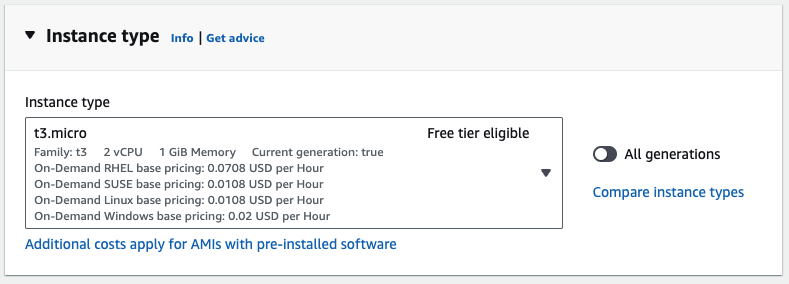 Instance type Info | Get advice
Instance type
t3.micro Free tier eligible
Family: t3 2 vCPU 1 GiB Memory Current generation: true
On-Demand RHEL base pricing: 0.0708 USD per Hour
On-Demand SUSE base pricing: 0.0108 USD per Hour
On-Demand Linux base pricing: 0.0108 USD per Hour
On-Demand Windows base pricing: 0.02 USD per Hour
All generations
Compare instance types
Additional costs apply for AMIs with pre-installed software